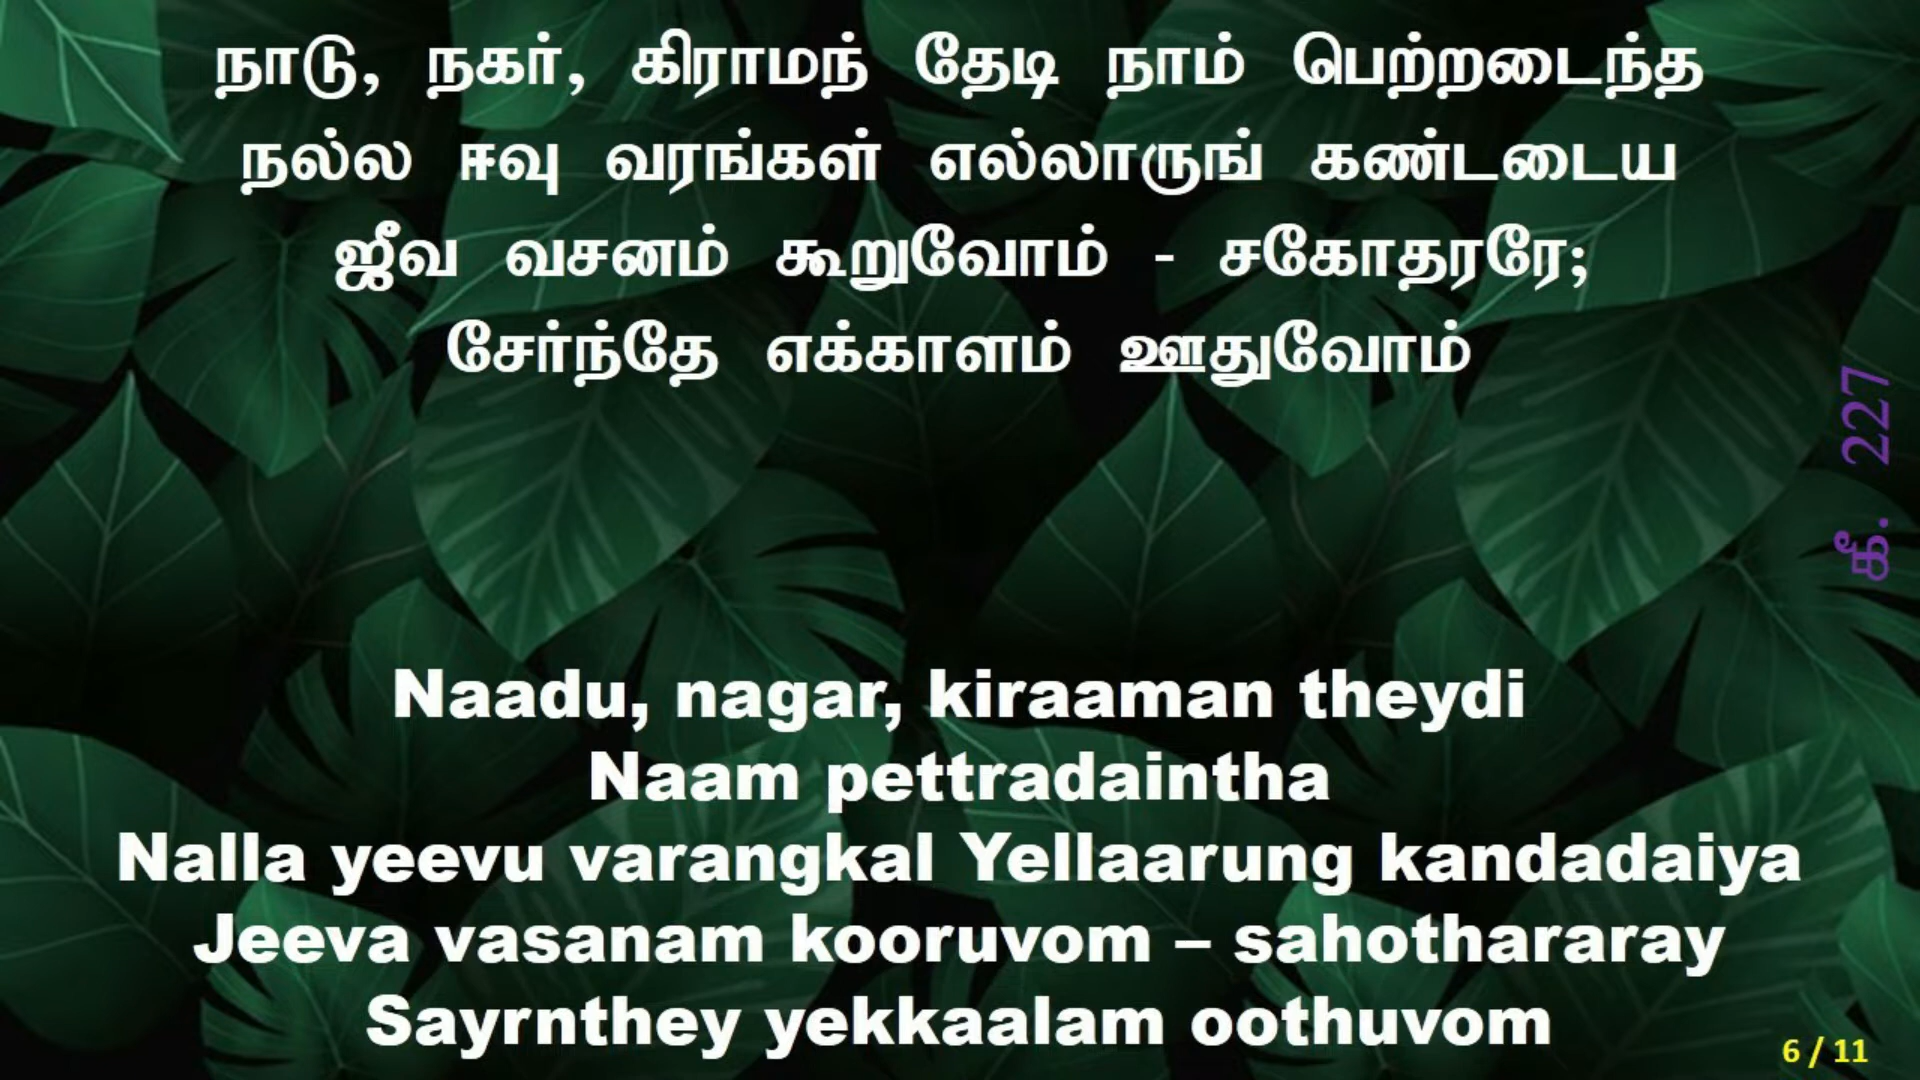 நாடு, நகர், கிராமந் தேடி நாம் பெற்றடைந்த
நல்ல ஈவு வரங்கள் எல்லாருங் கண்டடைய
ஜீவ வசனம் கூறுவோம் - சகோதரரே;
சேர்ந்தே எக்காளம் ஊதுவோம்
கீ. 227
Naadu, nagar, kiraaman theydi
Naam pettradaintha
Nalla yeevu varangkal Yellaarung kandadaiya
Jeeva vasanam kooruvom – sahothararay
Sayrnthey yekkaalam oothuvom
6 / 11